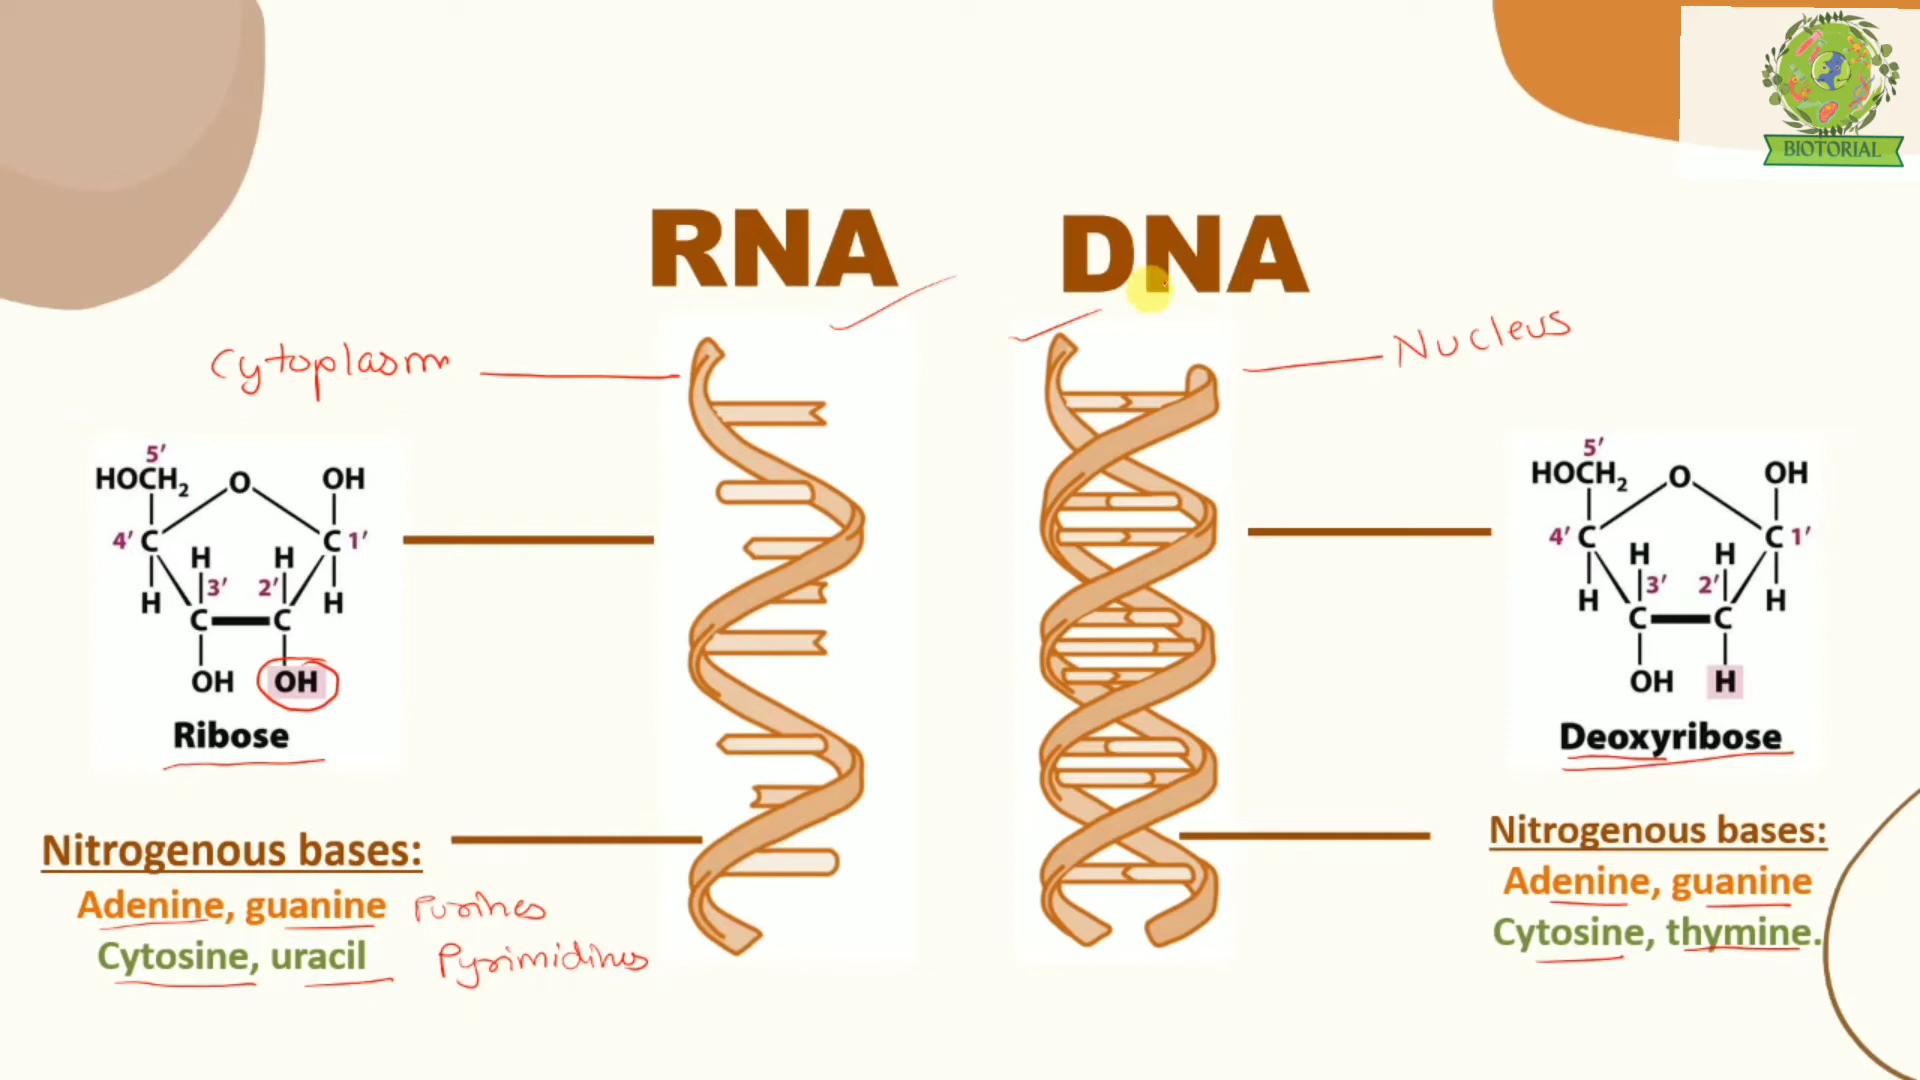 BIOTORIAL
RNA
DNA
Cytoplasm
Nucleus
5′
HOCH₂
O
OH
4′ C
C 1′
H
H
3′
2′
H
H
C
C
OH
OH
Ribose
5′
HOCH₂
O
OH
4′ C
C 1′
H
H
3′
2′
H
H
C
C
OH
H
Deoxyribose
Nitrogenous bases:
Adenine, guanine Purines
Cytosine, uracil Pyrimidines
Nitrogenous bases:
Adenine, guanine
Cytosine, thymine.